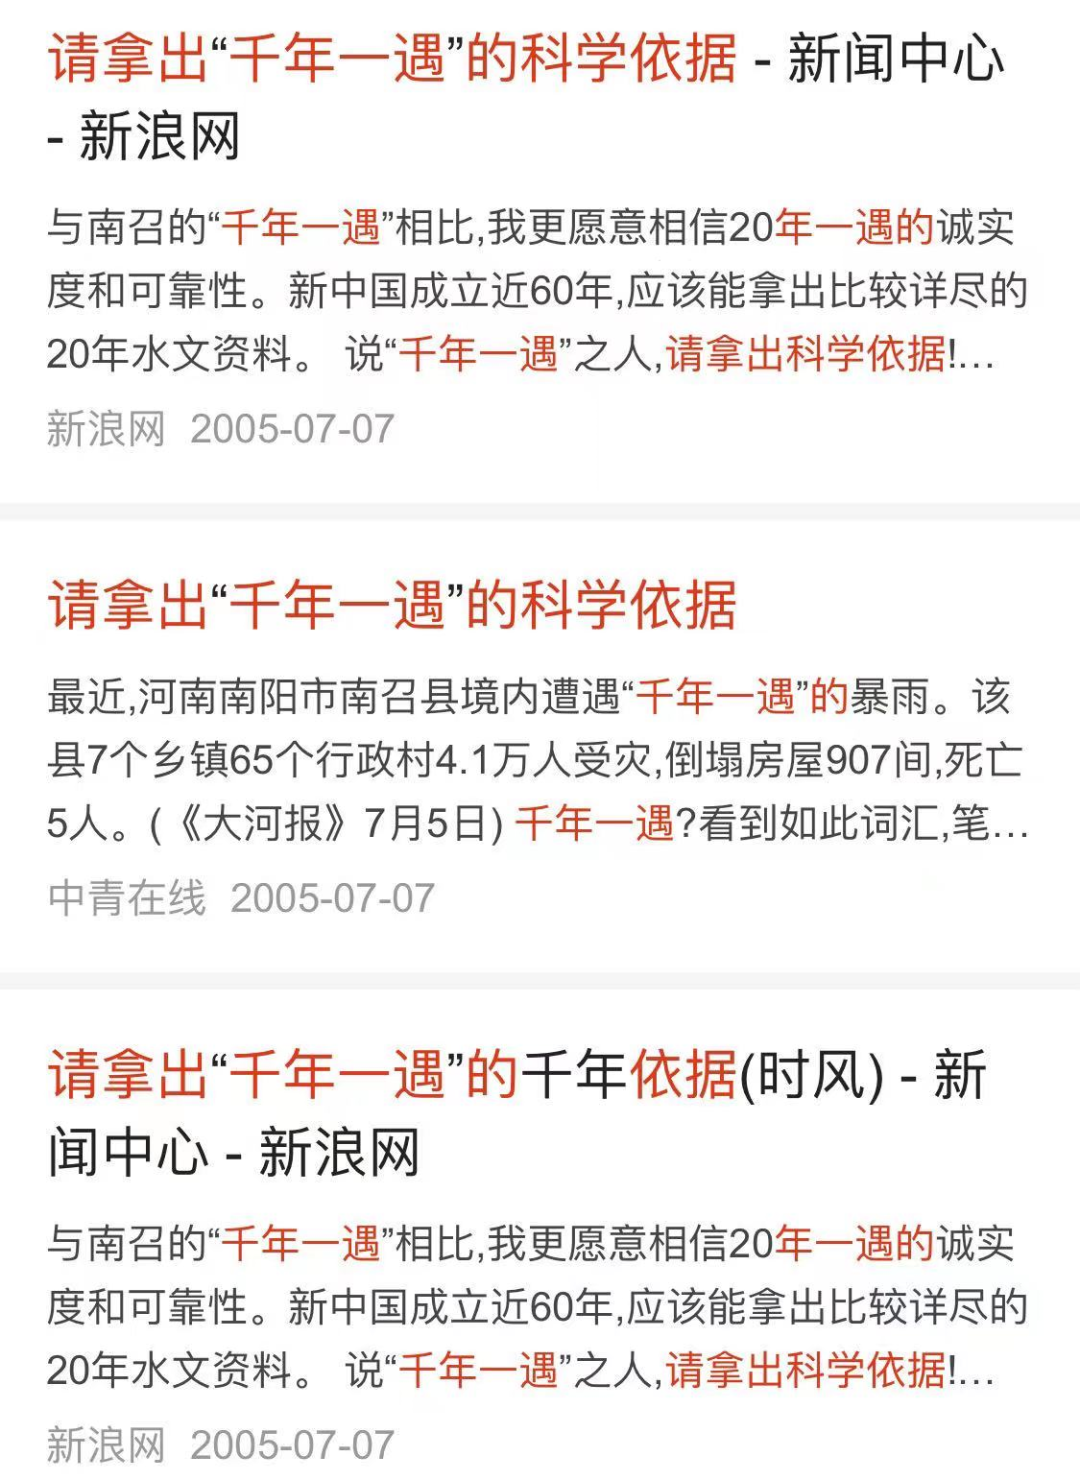 请拿出“千年一遇”的科学依据 - 新闻中心
- 新浪网
与南召的“千年一遇”相比,我更愿意相信20年一遇的诚实
度和可靠性。新中国成立近60年,应该能拿出比较详尽的
20年水文资料。 说“千年一遇”之人,请拿出科学依据!...
新浪网 2005-07-07
请拿出“千年一遇”的科学依据
最近,河南南阳市南召县境内遭遇“千年一遇”的暴雨。该
县7个乡镇65个行政村4.1万人受灾,倒塌房屋907间,死亡
5人。(《大河报》7月5日) 千年一遇?看到如此词汇,笔...
中青在线 2005-07-07
请拿出“千年一遇”的千年依据(时风) - 新
闻中心 - 新浪网
与南召的“千年一遇”相比,我更愿意相信20年一遇的诚实
度和可靠性。新中国成立近60年,应该能拿出比较详尽的
20年水文资料。 说“千年一遇”之人,请拿出科学依据!...
新浪网 2005-07-07